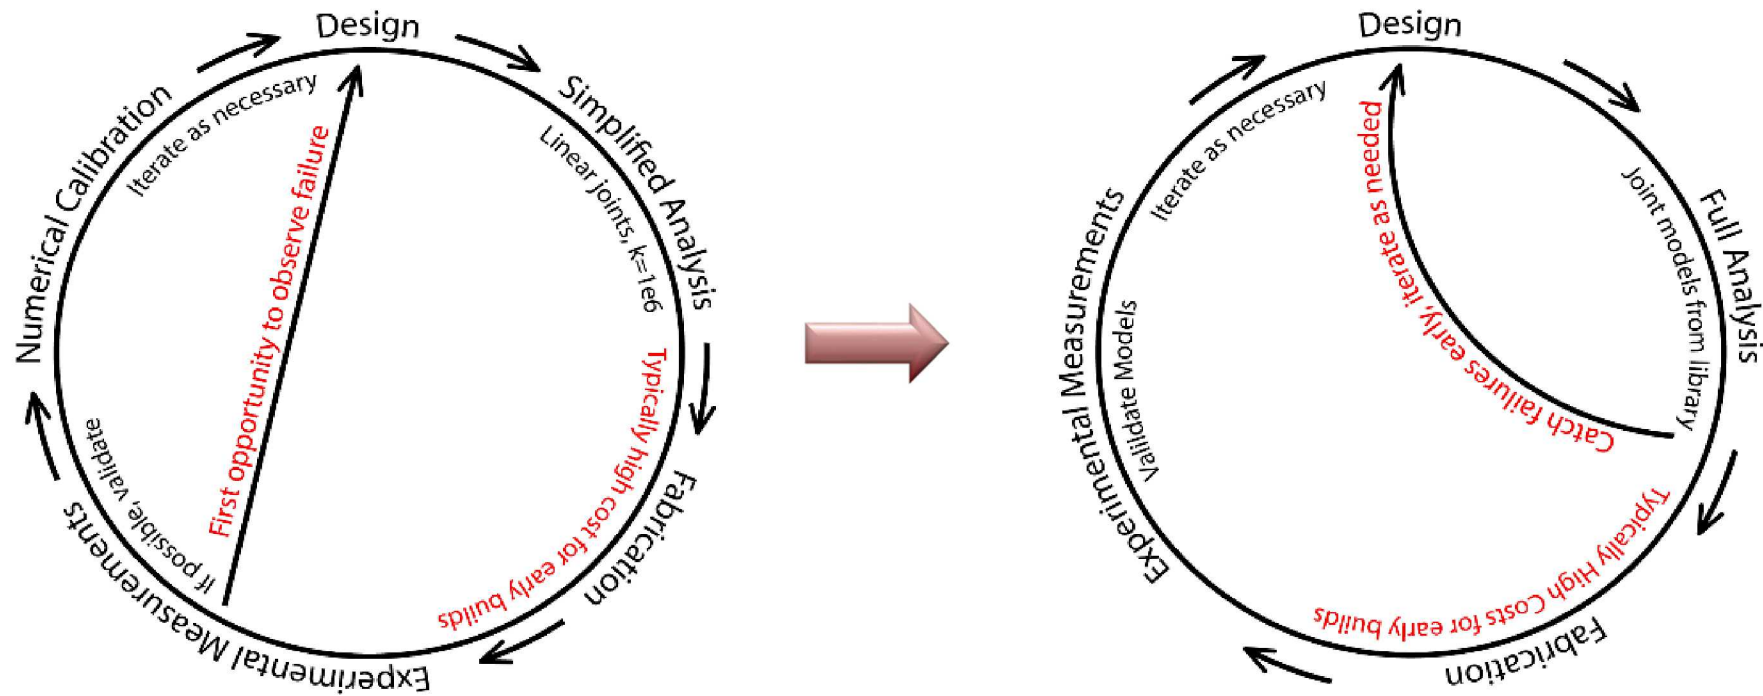 Design
Simplified Analysis
Linear joints, k=1e6
Fabrication
Typically high cost for early builds
Experimental Measurements
If possible, validate
Numerical Calibration
Iterate as necessary
First opportunity to observe failure
Design
Full Analysis
Joint models from library
Fabrication
Typically High Costs for early builds
Experimental Measurements
Valiidate Models
Iterate as necessary
Catch failures early, iterate as needed